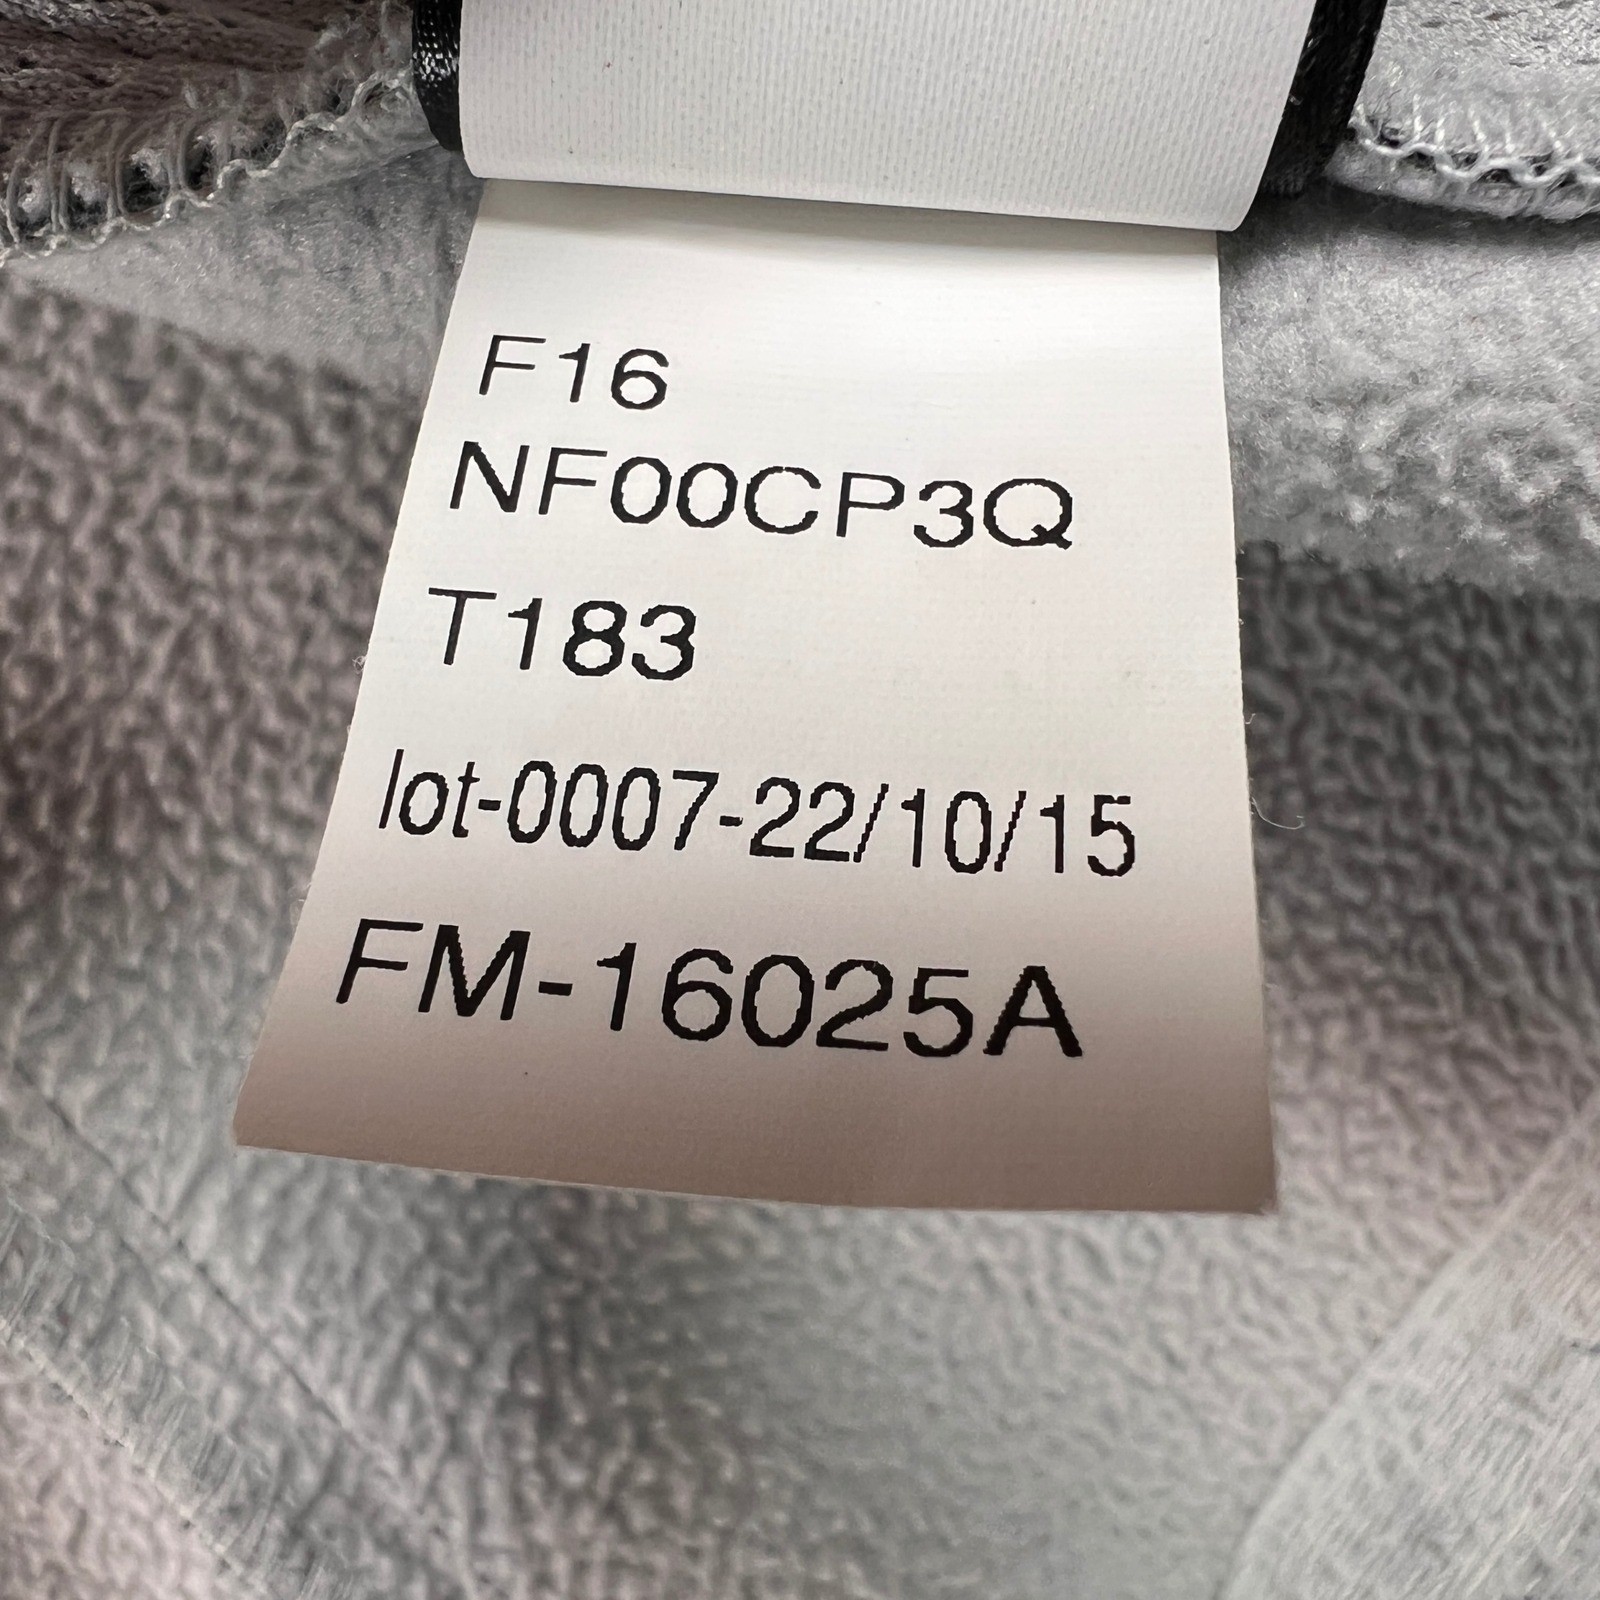 F16
NF00CP3Q
T183
lot-0007-22/10/15
FM-16025A